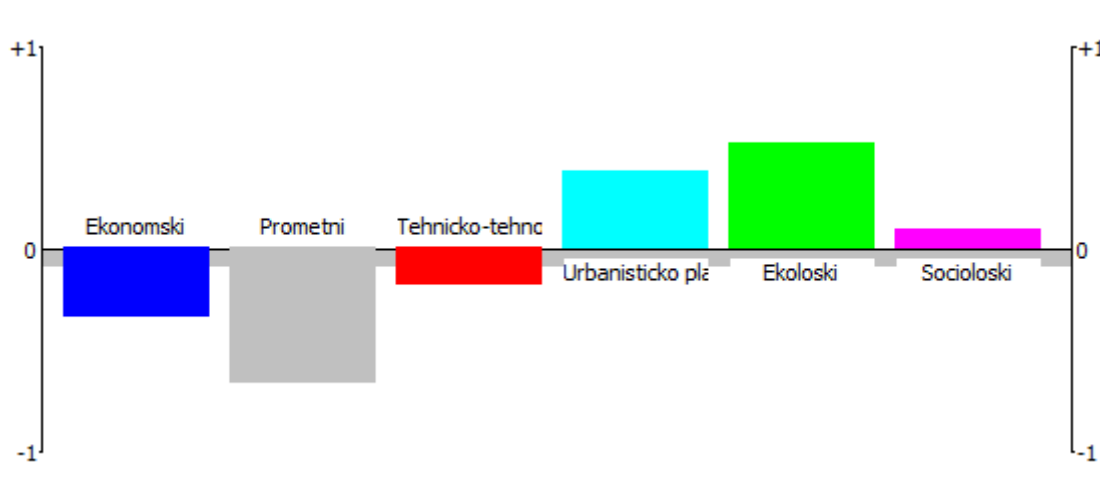 +1
+1
Ekonomski
Prometni
Tehnicko-tehno
0
0
Urbanisticko pla
Ekoloski
Socioloski
-1
-1